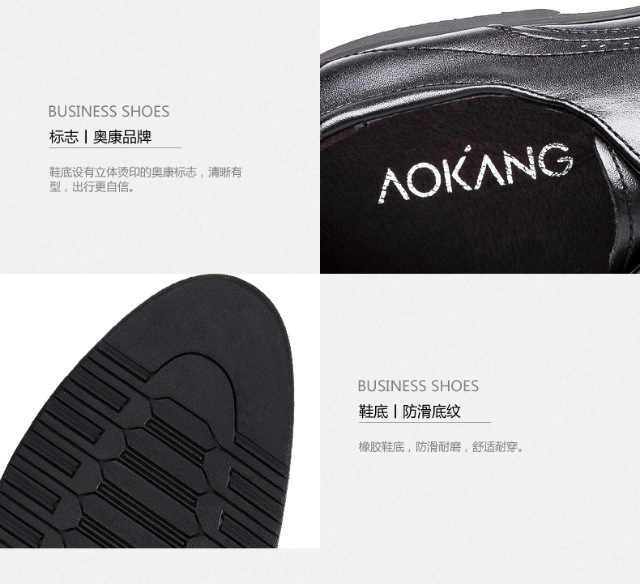 BUSINESS SHOES
标志丨奥康品牌
鞋底设有立体烫印的奥康标志，清晰有
型，出行更自信。
AOKANG
BUSINESS SHOES
鞋底丨防滑底纹
橡胶鞋底，防滑耐磨，舒适耐穿。